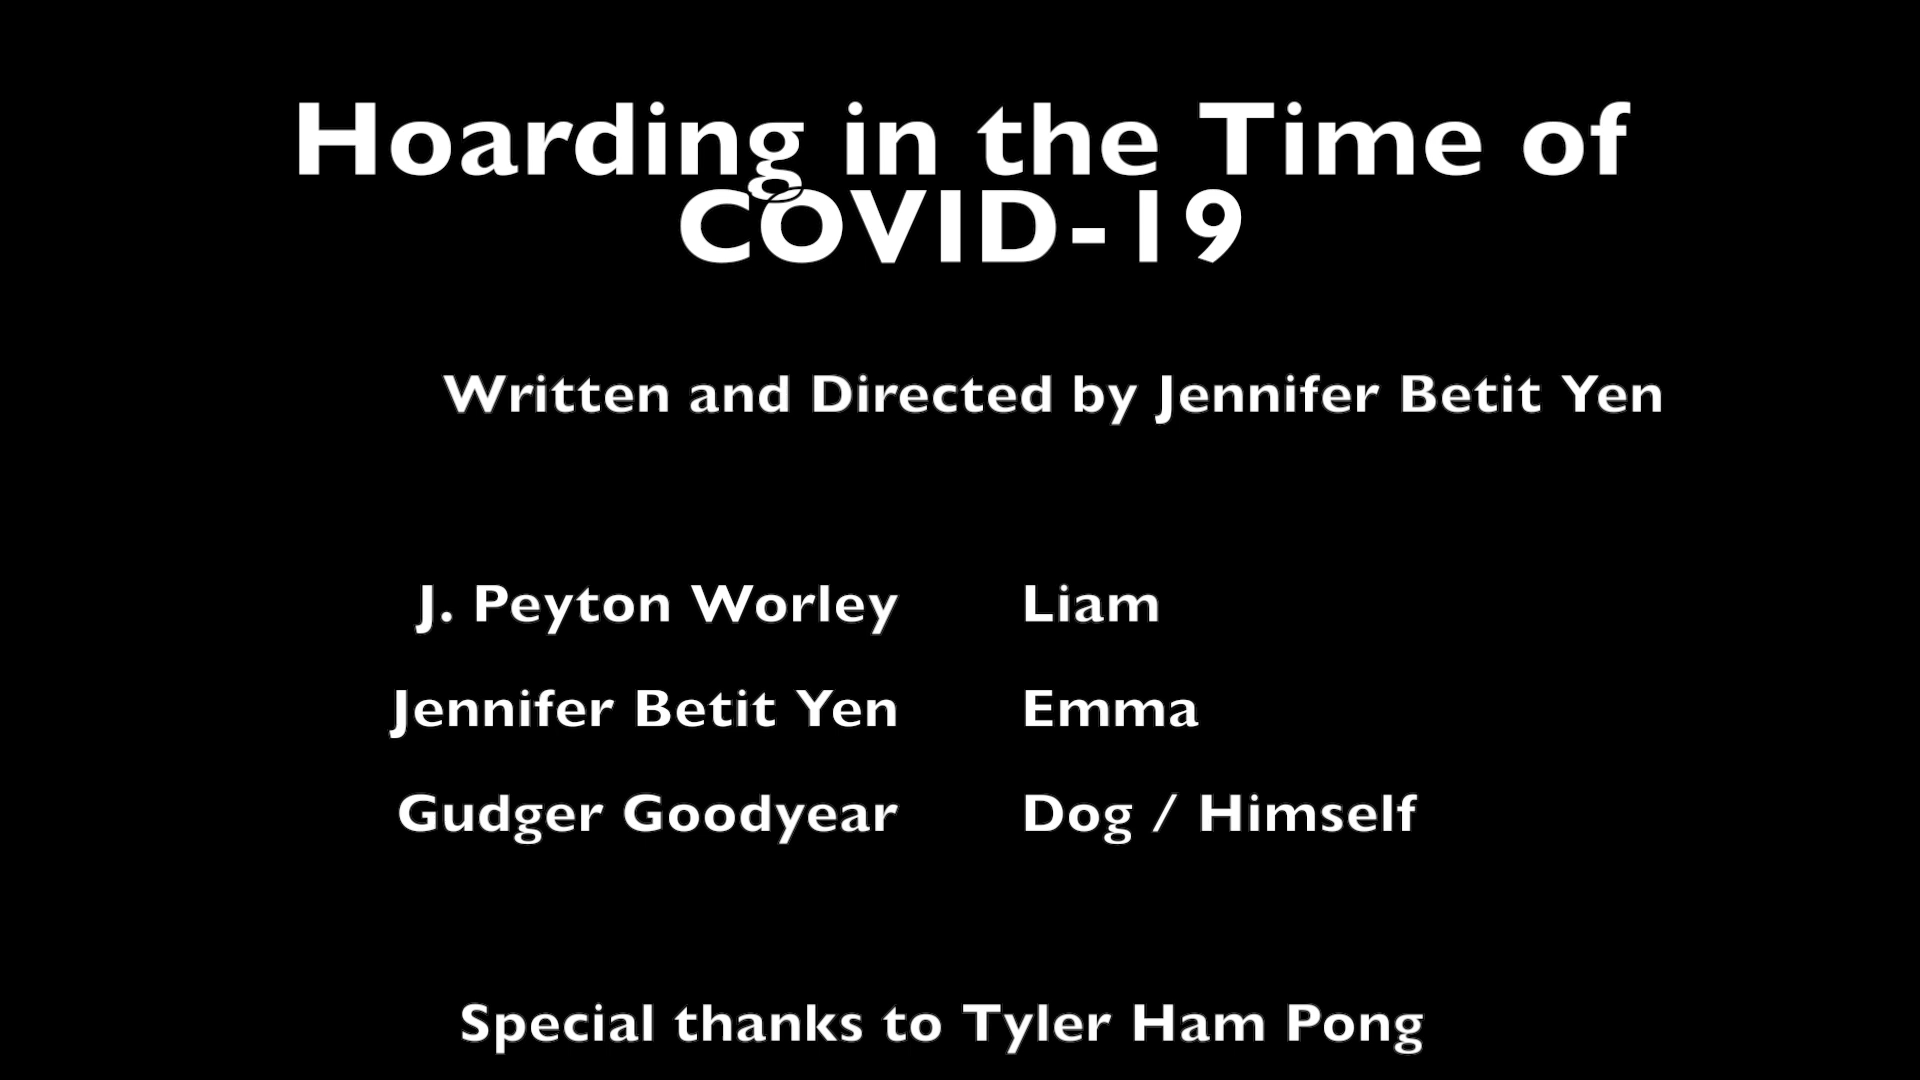 Hoarding in the Time of
COVID-19
Written and Directed by Jennifer Betit Yen
J. Peyton Worley Liam
Jennifer Betit Yen Emma
Gudger Goodyear Dog / Himself
Special thanks to Tyler Ham Pong